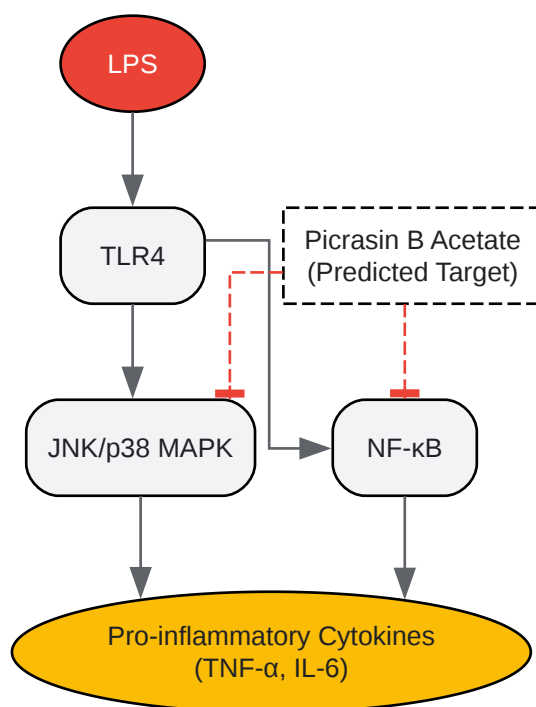 LPS
TLR4
Picrasin B Acetate
(Predicted Target)
JNK/p38 MAPK
NF-κB
Pro-inflammatory Cytokines
(TNF-α, IL-6)